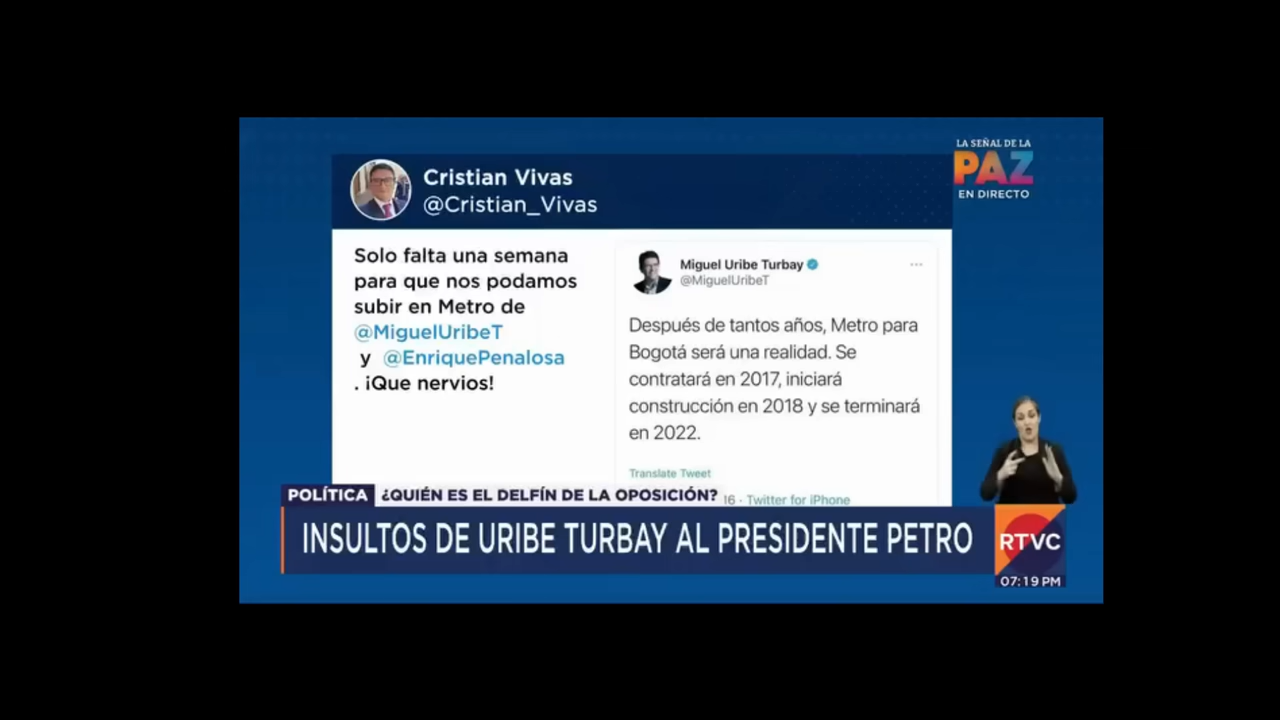 LA SEÑAL DE LA
PAZ
EN DIRECTO
Cristian Vivas
@Cristian_Vivas
Solo falta una semana
para que nos podamos
subir en Metro de
@MiguelUribeT
y @EnriquePenalosa
. ¡Que nervios!
Miguel Uribe Turbay
@MiguelUribeT
Después de tantos años, Metro para
Bogotá será una realidad. Se
contratará en 2017, iniciará
construcción en 2018 y se terminará
en 2022.
Translate Tweet
16 · Twitter for iPhone
POLÍTICA ¿QUIÉN ES EL DELFÍN DE LA OPOSICIÓN?
INSULTOS DE URIBE TURBAY AL PRESIDENTE PETRO
RTVC
07:19 PM